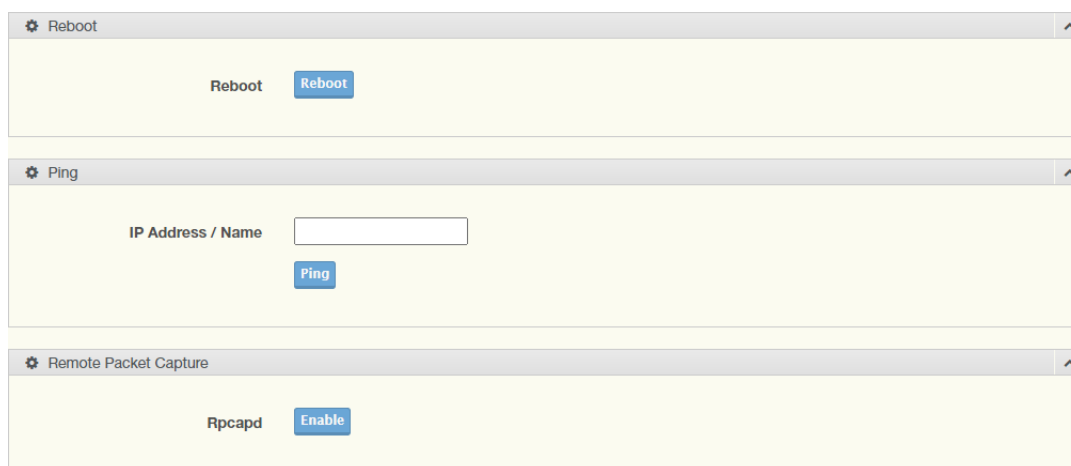 Reboot
Reboot Reboot
Ping
IP Address / Name
Ping
Remote Packet Capture
Rpcapd Enable